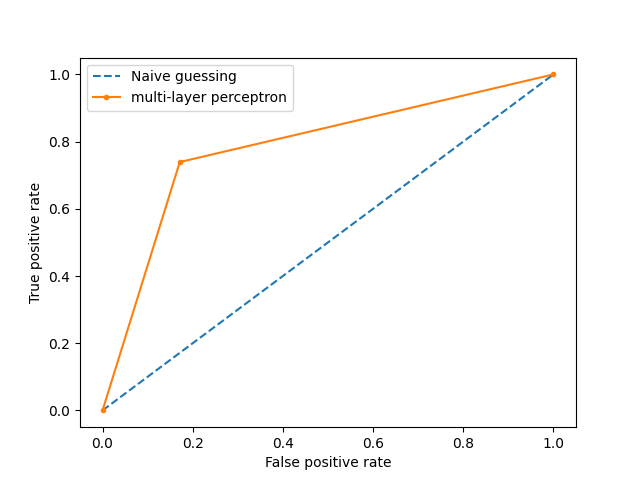 Naive guessing
multi-layer perceptron
True positive rate
1.0
0.8
0.6
0.4
0.2
0.0
0.0 0.2 0.4 0.6 0.8 1.0
False positive rate